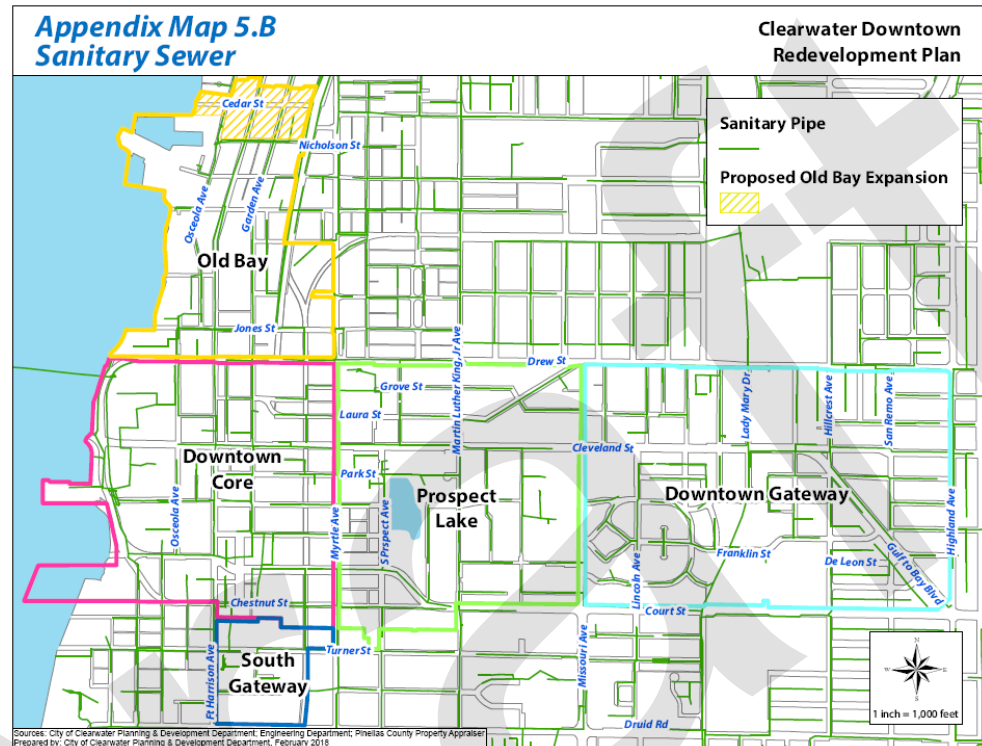 Appendix Map 5.B
Sanitary Sewer
Clearwater Downtown
Redevelopment Plan
Sanitary Pipe
Proposed Old Bay Expansion
Cedar St
Nicholson St
Osceola Ave
Garden Ave
Old Bay
Jones St
Martin Luther King, Jr Ave
Drew St
Grove St
Laura St
Lady Mary Dr
Hillcrest Ave
San Remo Ave
Cleveland St
Downtown
Core
Park St
Prospect
Lake
Downtown Gateway
Osceola Ave
Myrtle Ave
S Prspect Ave
Highland Ave
Franklin St
De Leon St
Gulf to Bay Blvd
Lincoln Ave
Chestnut St
Court St
Turner St
Missouri Ave
Ft Harrison Ave
South
Gateway
Druid Rd
N
W
E
S
1 inch = 1,000 feet
Sources: City of Clearwater Planning & Development Department; Engineering Department; Pinellas County Property Appraiser
Prepared by: City of Clearwater Planning & Development Department, February 2018